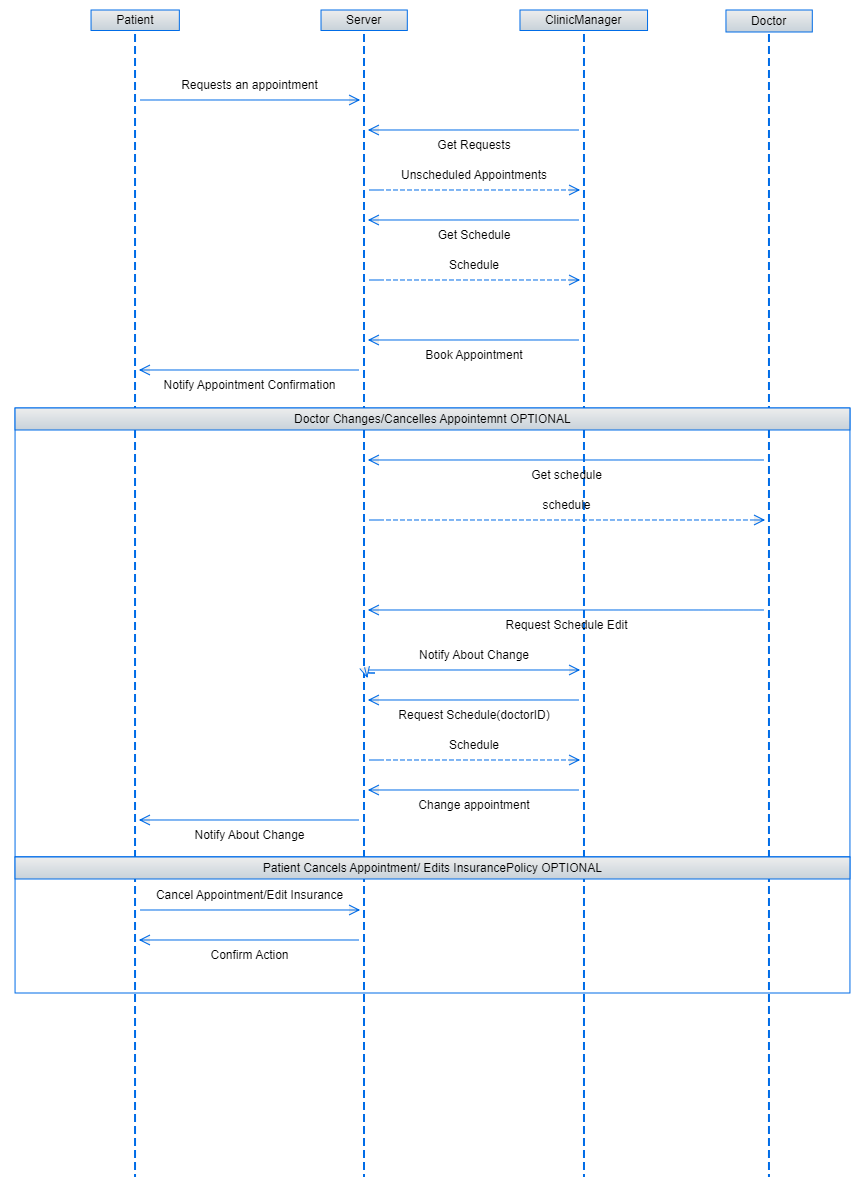 Patient
Server
ClinicManager
Doctor
Requests an appointment
Get Requests
Unscheduled Appointments
Get Schedule
Schedule
Book Appointment
Notify Appointment Confirmation
Doctor Changes/Cancelles Appointemnt OPTIONAL
Get schedule
schedule
Request Schedule Edit
Notify About Change
Request Schedule(doctorID)
Schedule
Change appointment
Notify About Change
Patient Cancels Appointment/ Edits InsurancePolicy OPTIONAL
Cancel Appointment/Edit Insurance
Confirm Action